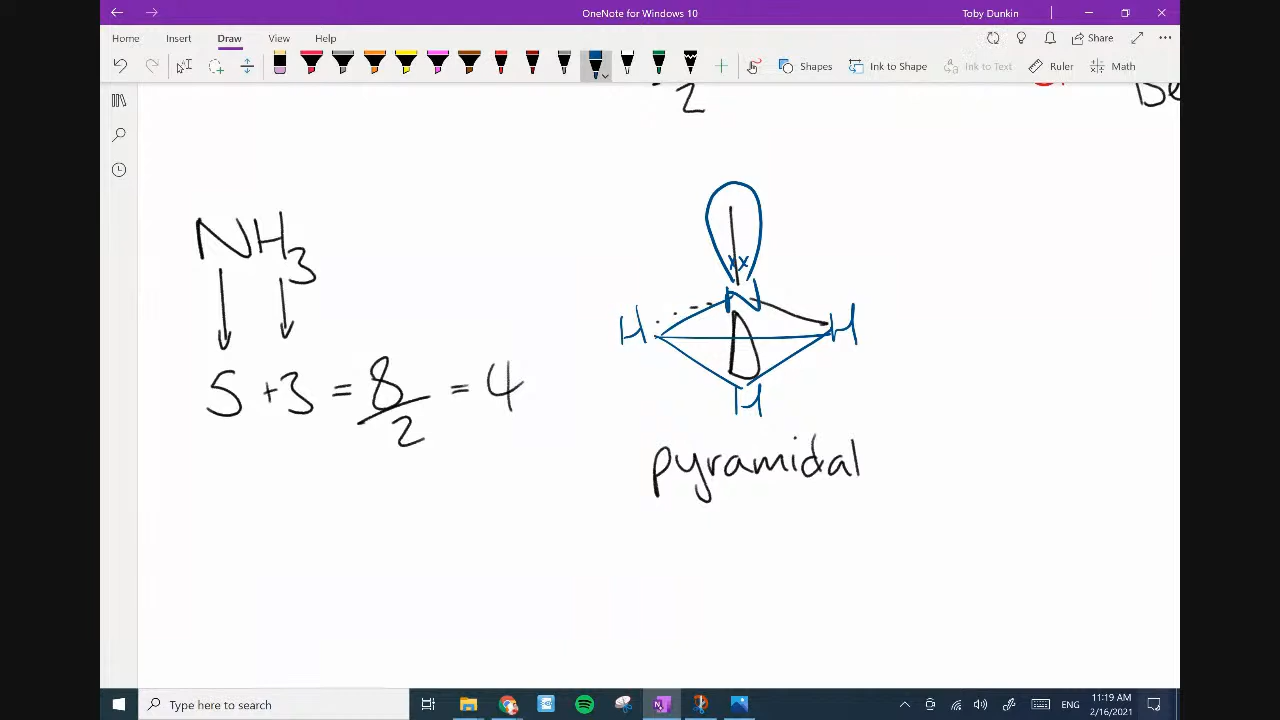 OneNote for Windows 10
Toby Dunkin
Home Insert Draw View Help
Share
Shapes Ink to Shape Ink to Text Ruler Math
2
NH3
5 + 3 = 8/2 = 4
xx
N
H H
H
pyramidal
Type here to search
ENG
11:19 AM
2/16/2021